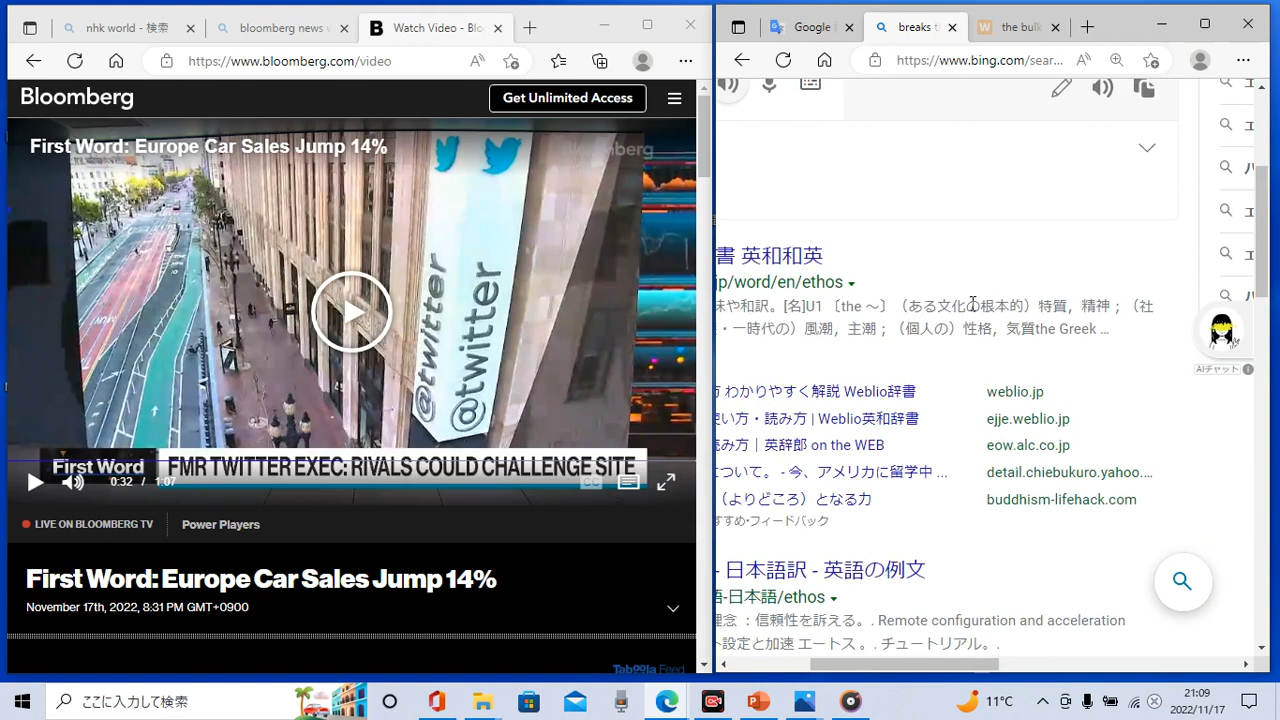 nhk world - 検索
bloomberg news v
B Watch Video - Blo
https://www.bloomberg.com/video
Bloomberg
Get Unlimited Access
First Word: Europe Car Sales Jump 14%
@twitter
@twitter
First Word
FMR TWITTER EXEC: RIVALS COULD CHALLENGE SITE
0:32 / 1:07
CC
LIVE ON BLOOMBERG TV
Power Players
First Word: Europe Car Sales Jump 14%
November 17th, 2022, 8:31 PM GMT+0900
Taboola Feed
Google
breaks t
W the bulk
https://www.bing.com/sear...
書 英和和英
jp/word/en/ethos
味や和訳。[名]U1 〔the ～〕（ある文化の根本的）特質，精神；（社
・一時代の）風潮，主潮；（個人の）性格，気質the Greek ...
AIチャット
わかりやすく解説 Weblio辞書
weblio.jp
使い方・読み方 | Weblio英和辞書
ejje.weblio.jp
読み方｜英辞郎 on the WEB
eow.alc.co.jp
について。 - 今、アメリカに留学中 ...
detail.chiebukuro.yahoo....
（よりどころ）となる力
buddhism-lifehack.com
すすめ・フィードバック
- 日本語訳 - 英語の例文
語-日本語/ethos
理念 ：信頼性を訴える。. Remote configuration and acceleration
ト設定と加速 エートス 。. チュートリアル。.
ここに入力して検索
11°C
21:09
2022/11/17